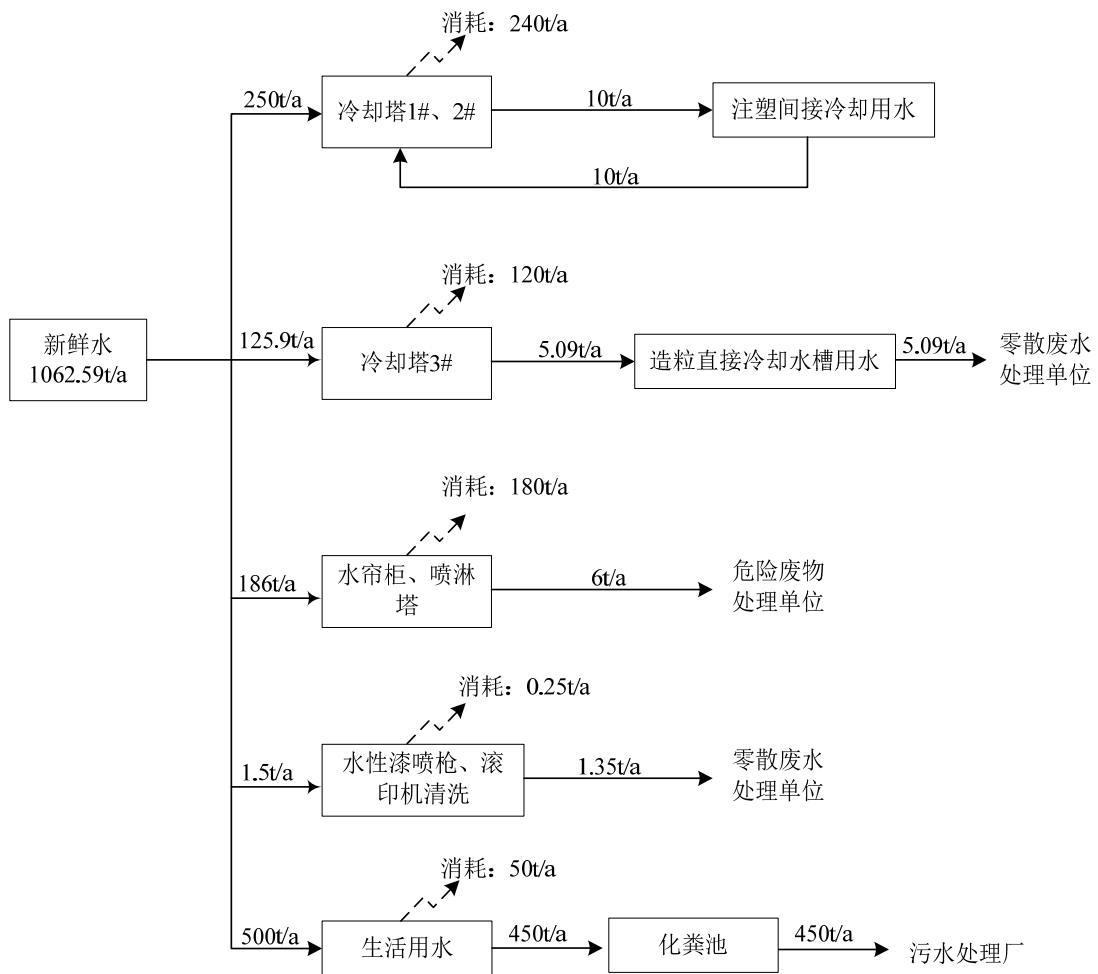 消耗：240t/a
250t/a
冷却塔1#、2#
10t/a
注塑间接冷却用水
10t/a
消耗：120t/a
新鲜水
1062.59t/a
125.9t/a
冷却塔3#
5.09t/a
造粒直接冷却水槽用水
5.09t/a
零散废水
处理单位
消耗：180t/a
186t/a
水帘柜、喷淋
塔
6t/a
危险废物
处理单位
消耗：0.25t/a
1.5t/a
水性漆喷枪、滚
印机清洗
1.35t/a
零散废水
处理单位
消耗：50t/a
500t/a
生活用水
450t/a
化粪池
450t/a
污水处理厂